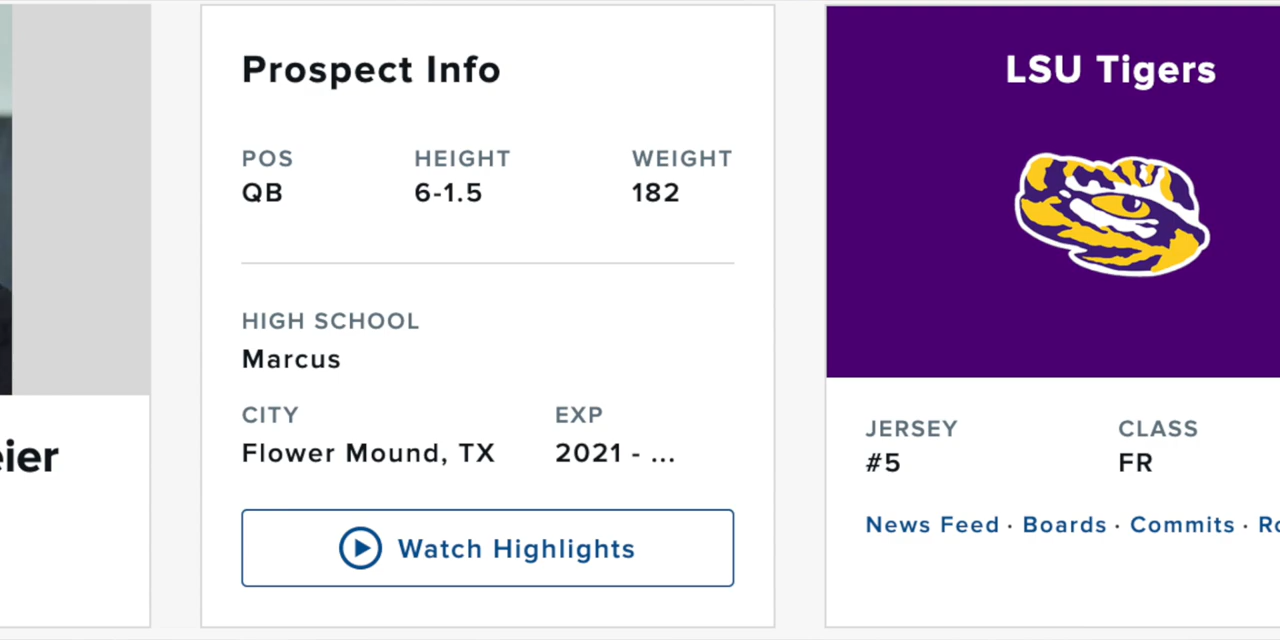 eier
Prospect Info
POS HEIGHT WEIGHT
QB 6-1.5 182
HIGH SCHOOL
Marcus
CITY EXP
Flower Mound, TX 2021 - ...
Watch Highlights
LSU Tigers
JERSEY CLASS
#5 FR
News Feed · Boards · Commits · Ro